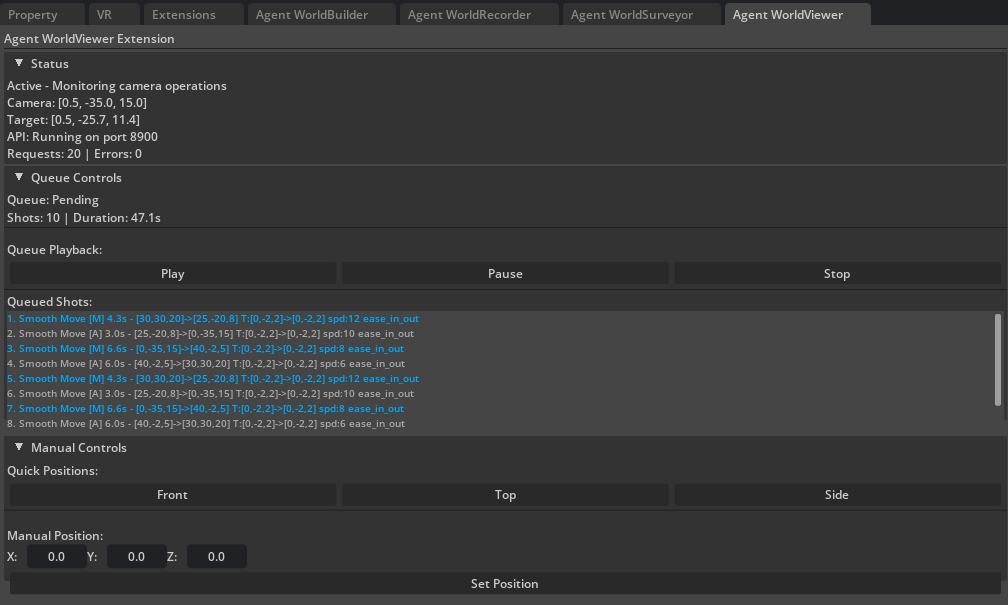 Property VR Extensions Agent WorldBuilder Agent WorldRecorder Agent WorldSurveyor Agent WorldViewer
Agent WorldViewer Extension
Status
Active - Monitoring camera operations
Camera: [0.5, -35.0, 15.0]
Target: [0.5, -25.7, 11.4]
API: Running on port 8900
Requests: 20 | Errors: 0
Queue Controls
Queue: Pending
Shots: 10 | Duration: 47.1s
Queue Playback:
Play Pause Stop
Queued Shots:
1. Smooth Move [M] 4.3s - [30,30,20]->[25,-20,8] T:[0,-2,2]->[0,-2,2] spd:12 ease_in_out
2. Smooth Move [A] 3.0s - [25,-20,8]->[0,-35,15] T:[0,-2,2]->[0,-2,2] spd:10 ease_in_out
3. Smooth Move [M] 6.6s - [0,-35,15]->[40,-2,5] T:[0,-2,2]->[0,-2,2] spd:8 ease_in_out
4. Smooth Move [A] 6.0s - [40,-2,5]->[30,30,20] T:[0,-2,2]->[0,-2,2] spd:6 ease_in_out
5. Smooth Move [M] 4.3s - [30,30,20]->[25,-20,8] T:[0,-2,2]->[0,-2,2] spd:12 ease_in_out
6. Smooth Move [A] 3.0s - [25,-20,8]->[0,-35,15] T:[0,-2,2]->[0,-2,2] spd:10 ease_in_out
7. Smooth Move [M] 6.6s - [0,-35,15]->[40,-2,5] T:[0,-2,2]->[0,-2,2] spd:8 ease_in_out
8. Smooth Move [A] 6.0s - [40,-2,5]->[30,30,20] T:[0,-2,2]->[0,-2,2] spd:6 ease_in_out
Manual Controls
Quick Positions:
Front Top Side
Manual Position:
X: 0.0 Y: 0.0 Z: 0.0
Set Position